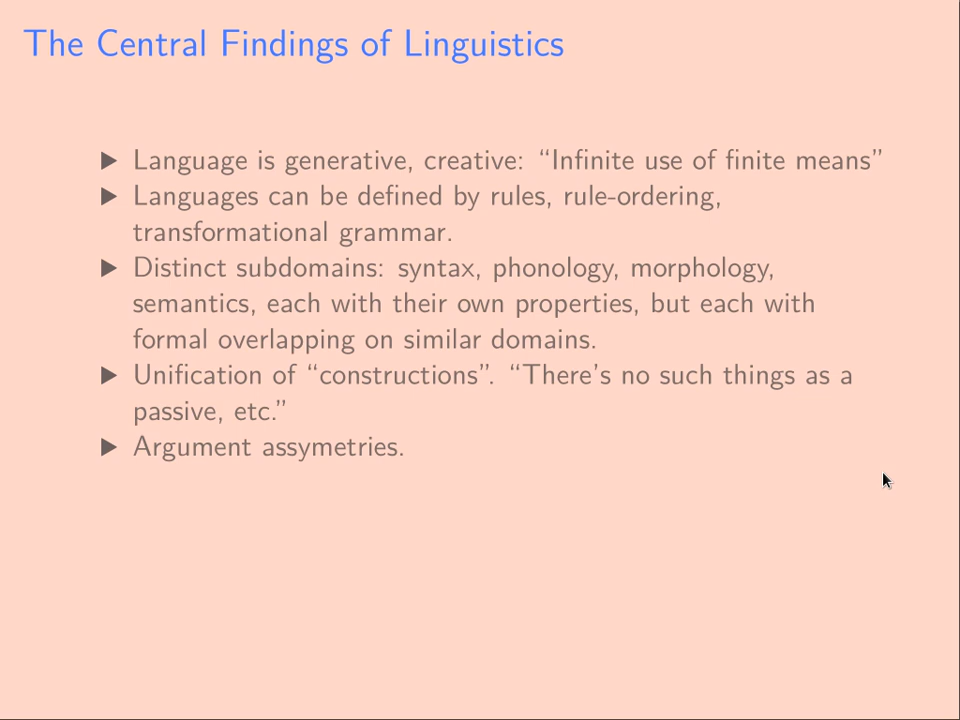 The Central Findings of Linguistics
▶ Language is generative, creative: “Infinite use of finite means”
▶ Languages can be defined by rules, rule-ordering,
transformational grammar.
▶ Distinct subdomains: syntax, phonology, morphology,
semantics, each with their own properties, but each with
formal overlapping on similar domains.
▶ Unification of “constructions”. “There’s no such things as a
passive, etc.”
▶ Argument assymetries.